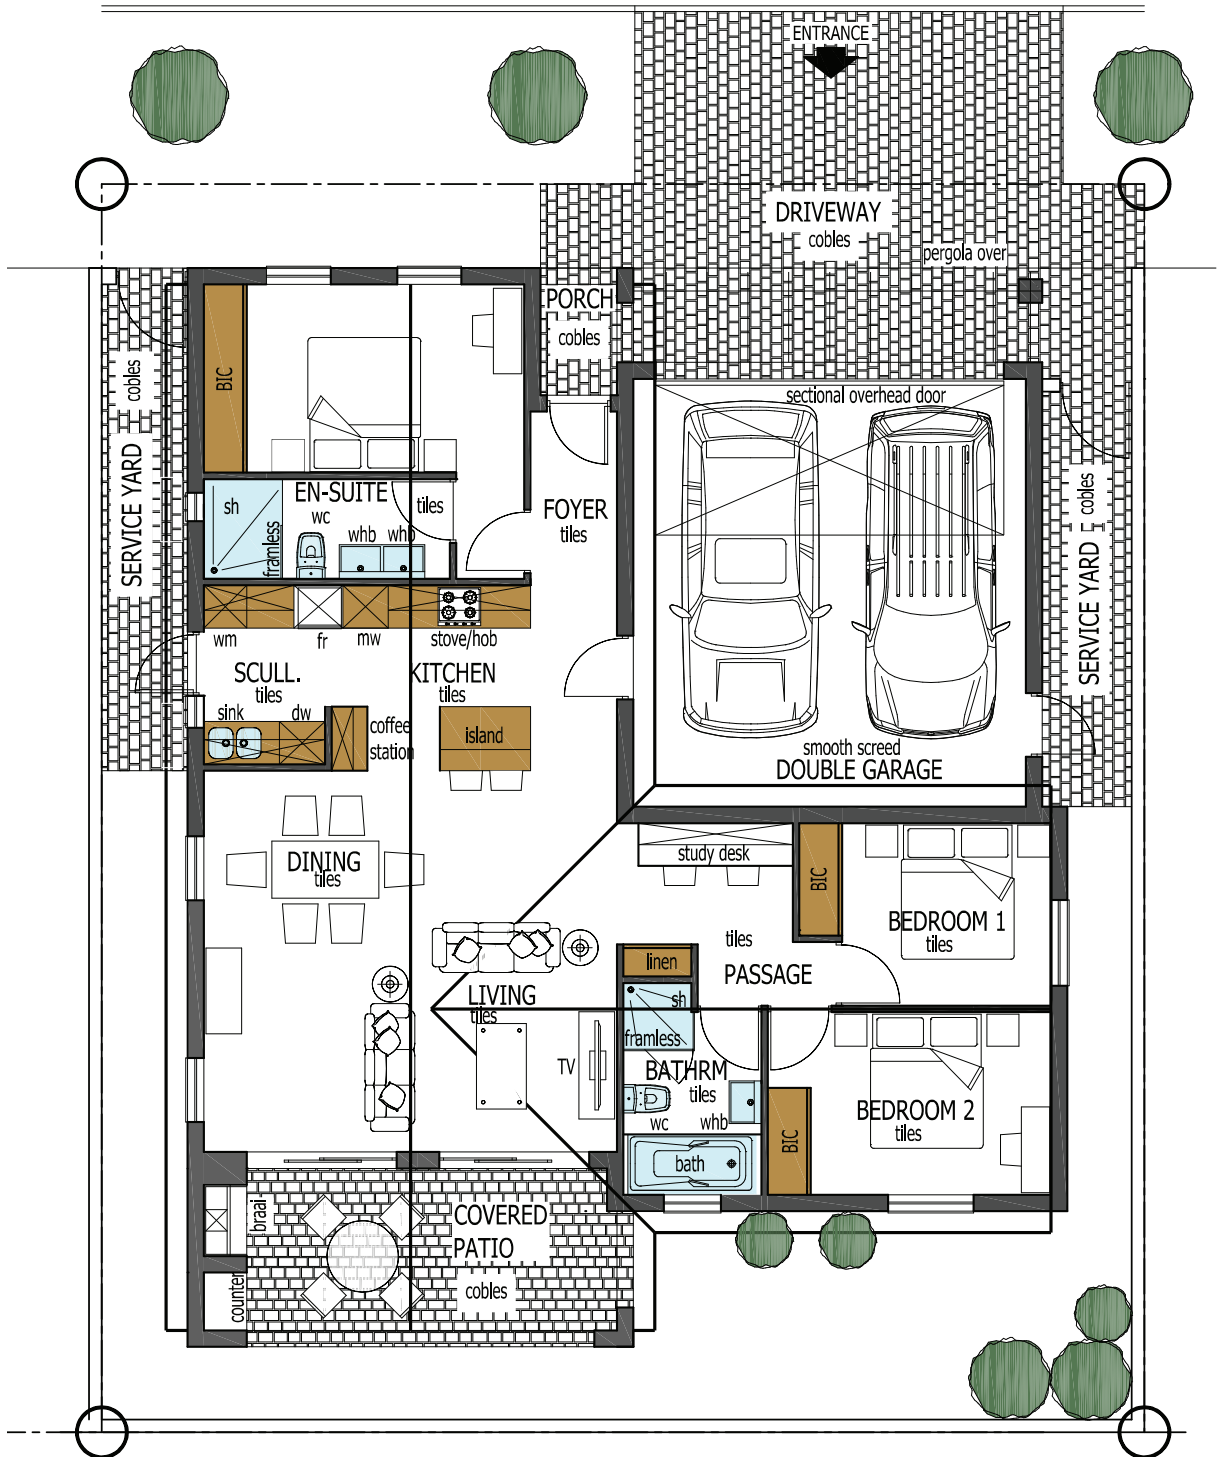 ENTRANCE
DRIVEWAY
cobles
pergola over
PORCH
cobles
sectional overhead door
BIC
cobles
SERVICE YARD
EN-SUITE
tiles
sh
wc
whb
whb
framless
FOYER
tiles
cobles
SERVICE YARD
wm
fr
mw
stove/hob
SCULL.
tiles
KITCHEN
tiles
sink
dw
coffee
station
island
smooth screed
DOUBLE GARAGE
study desk
DINING
tiles
BIC
BEDROOM 1
tiles
tiles
PASSAGE
linen
LIVING
tiles
sh
framless
TV
BATHRM
tiles
wc
whb
bath
BEDROOM 2
tiles
BIC
braai
COVERED
PATIO
cobles
counter